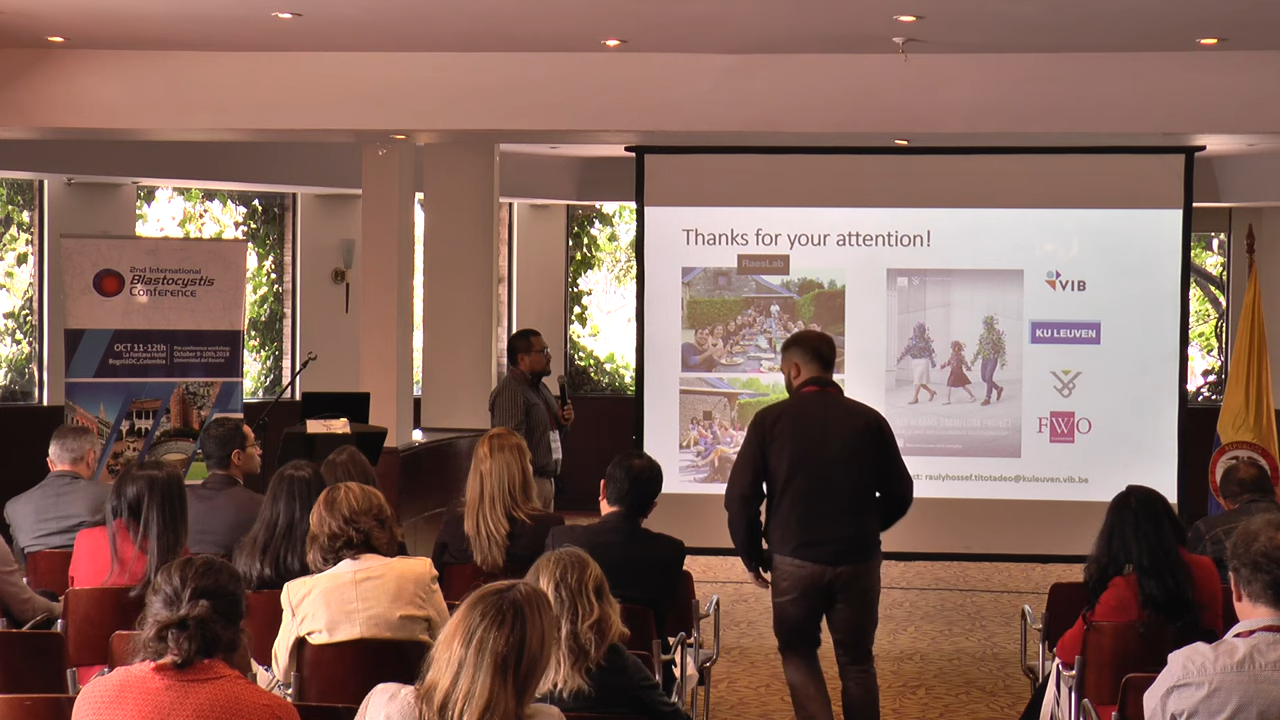 2nd International
Blastocystis
Conference
OCT 11-12th
La Fontana Hotel
Bogotá DC, Colombia
Pre-conference workshop:
October 9-10th, 2018
Universidad del Rosario
Thanks for your attention!
RaesLab
VIB
KU LEUVEN
FWO
raulyhossef.titotadeo@kuleuven.vib.be